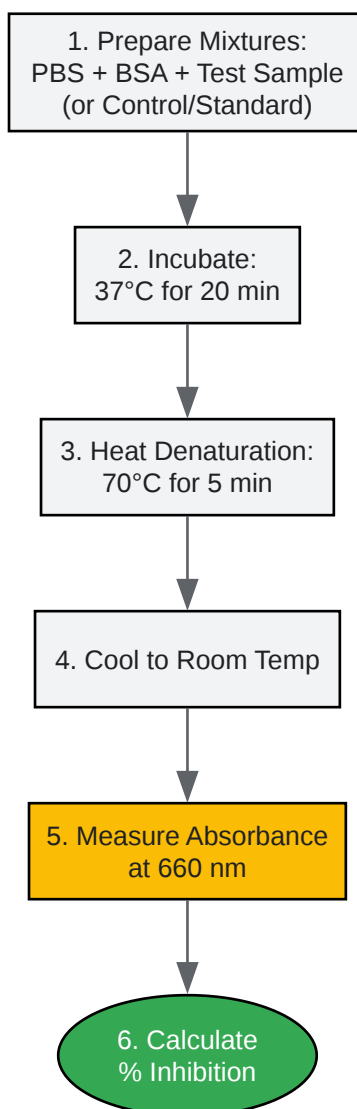 1. Prepare Mixtures:
PBS + BSA + Test Sample
(or Control/Standard)
2. Incubate:
37°C for 20 min
3. Heat Denaturation:
70°C for 5 min
4. Cool to Room Temp
5. Measure Absorbance
at 660 nm
6. Calculate
% Inhibition